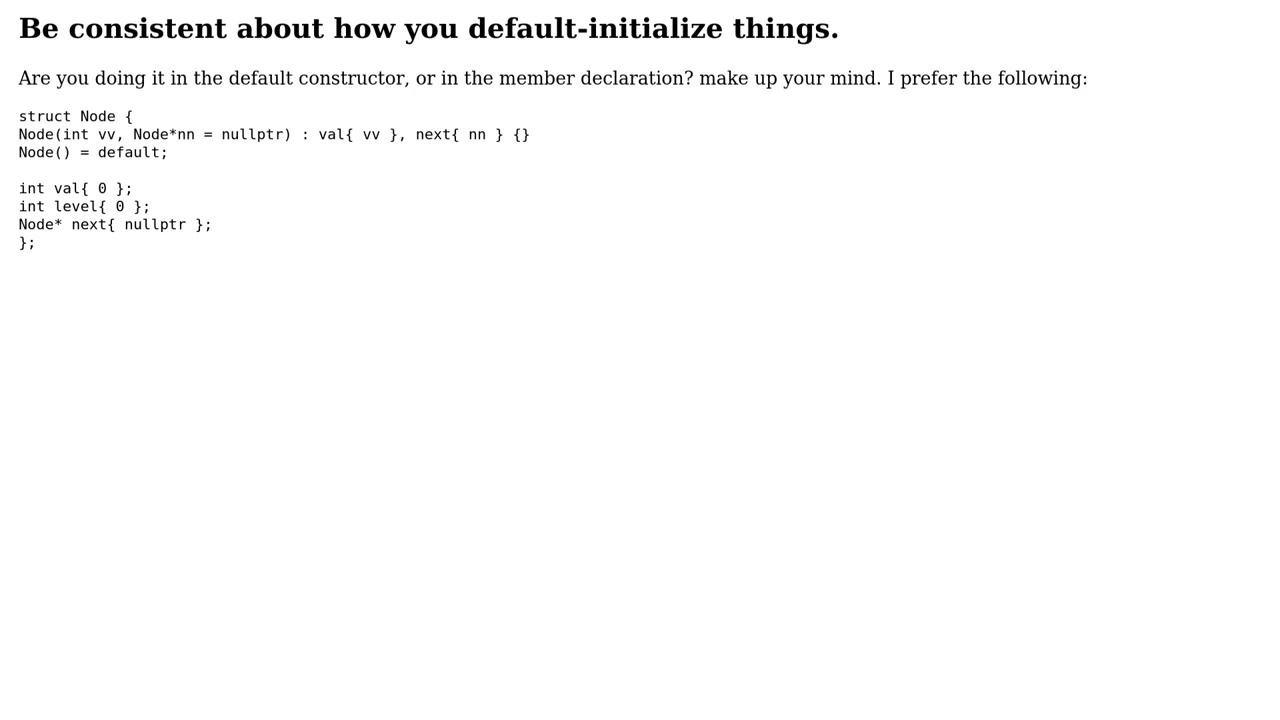 Be consistent about how you default-initialize things.
Are you doing it in the default constructor, or in the member declaration? make up your mind. I prefer the following:
struct Node {
Node(int vv, Node*nn = nullptr) : val{ vv }, next{ nn } {}
Node() = default;
int val{ 0 };
int level{ 0 };
Node* next{ nullptr };
};